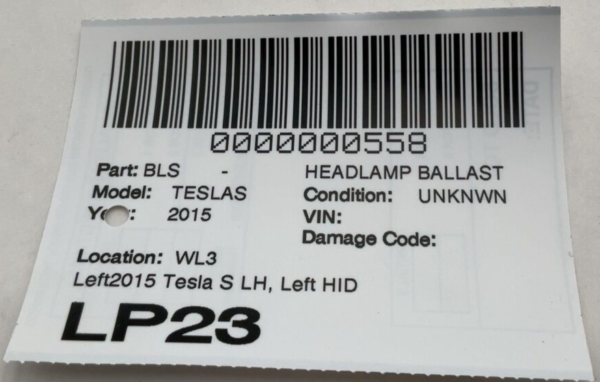 0000000558
Part: BLS - HEADLAMP BALLAST
Model: TESLAS Condition: UNKNWN
2015 VIN:
Damage Code:
Location: WL3
Left2015 Tesla S LH, Left HID
LP23